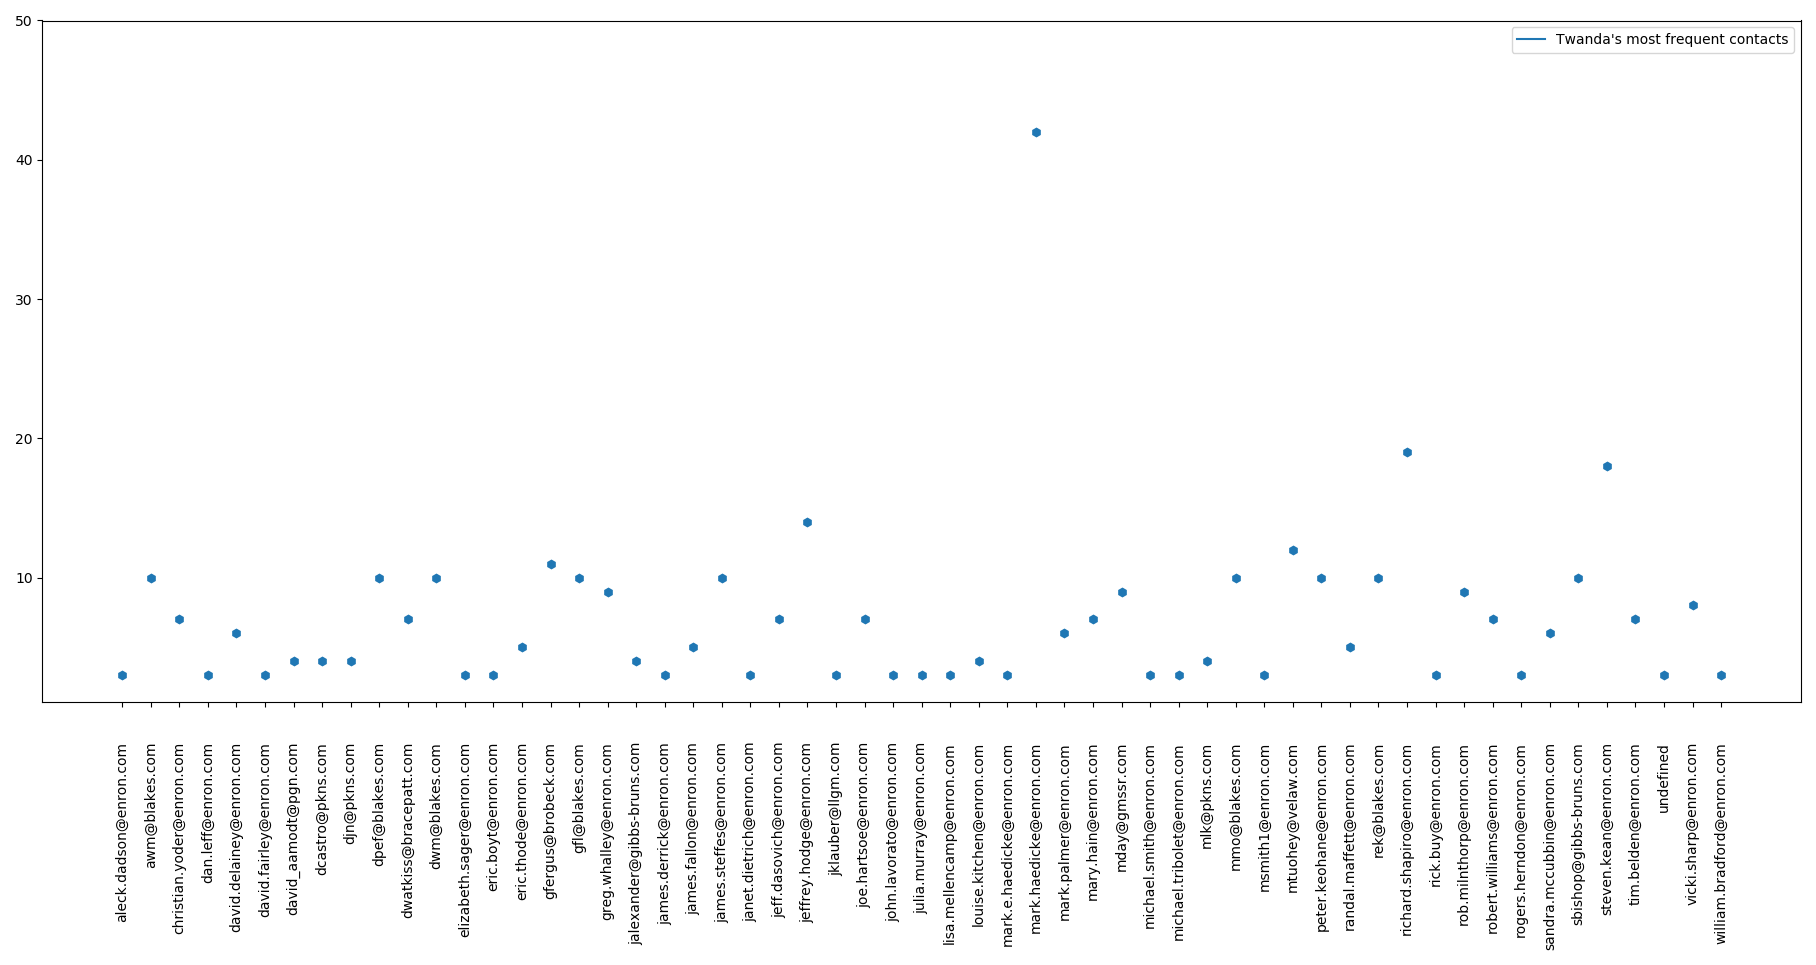 50
Twanda's most frequent contacts
40
30
20
10
aleck.dadson@enron.com
awm@blakes.com
christian.yoder@enron.com
dan.leff@enron.com
david.delainey@enron.com
david.fairley@enron.com
david_aamodt@pgn.com
dcastro@pkns.com
djn@pkns.com
dpef@blakes.com
dwatkiss@bracepatt.com
dwm@blakes.com
elizabeth.sager@enron.com
eric.boyt@enron.com
eric.thode@enron.com
gfergus@brobeck.com
gfl@blakes.com
greg.whalley@enron.com
jalexander@gibbs-bruns.com
james.derrick@enron.com
james.fallon@enron.com
james.steffes@enron.com
janet.dietrich@enron.com
jeff.dasovich@enron.com
jeffrey.hodge@enron.com
jklauber@llgm.com
joe.hartsoe@enron.com
john.lavorato@enron.com
julia.murray@enron.com
lisa.mellencamp@enron.com
louise.kitchen@enron.com
mark.e.haedicke@enron.com
mark.haedicke@enron.com
mark.palmer@enron.com
mary.hain@enron.com
mday@gmssr.com
michael.smith@enron.com
michael.tribolet@enron.com
mlk@pkns.com
mmo@blakes.com
msmith1@enron.com
mtuohey@velaw.com
peter.keohane@enron.com
randal.maffett@enron.com
rek@blakes.com
richard.shapiro@enron.com
rick.buy@enron.com
rob.milnthorp@enron.com
robert.williams@enron.com
rogers.herndon@enron.com
sandra.mccubbin@enron.com
sbishop@gibbs-bruns.com
steven.kean@enron.com
tim.belden@enron.com
undefined
vicki.sharp@enron.com
william.bradford@enron.com